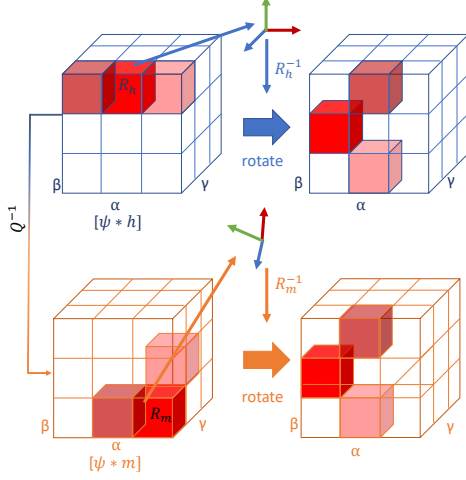 R_h
R_h^{-1}
rotate
β
γ
α
[ψ * h]
β
α
Q^{-1}
R_m^{-1}
rotate
R_m
β
γ
α
[ψ * m]
β
α